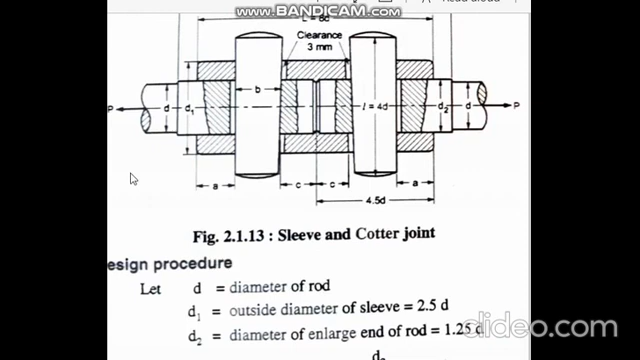 WWW.BANDICAM.COM
L = 8d
Clearance
3 mm
b
P d d₁ l = 4d d₂ d P
a c c a
4.5d
Fig. 2.1.13 : Sleeve and Cotter joint
esign procedure
Let d = diameter of rod
d₁ = outside diameter of sleeve = 2.5 d
d₂ = diameter of enlarge end of rod = 1.25 d
clideo.com